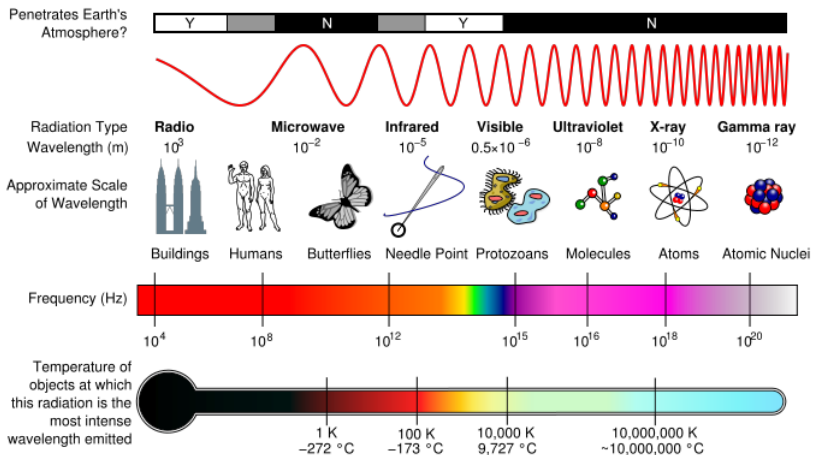 Penetrates Earth's
Atmosphere?
Y N Y N
Radiation Type
Wavelength (m)
Radio Microwave Infrared Visible Ultraviolet X-ray Gamma ray
10³ 10⁻² 10⁻⁵ 0.5×10⁻⁶ 10⁻⁸ 10⁻¹⁰ 10⁻¹²
Approximate Scale
of Wavelength
Buildings Humans Butterflies Needle Point Protozoans Molecules Atoms Atomic Nuclei
Frequency (Hz)
10⁴ 10⁸ 10¹² 10¹⁵ 10¹⁶ 10¹⁸ 10²⁰
Temperature of
objects at which
this radiation is the
most intense
wavelength emitted
1 K 100 K 10,000 K 10,000,000 K
−272 °C −173 °C 9,727 °C ~10,000,000 °C